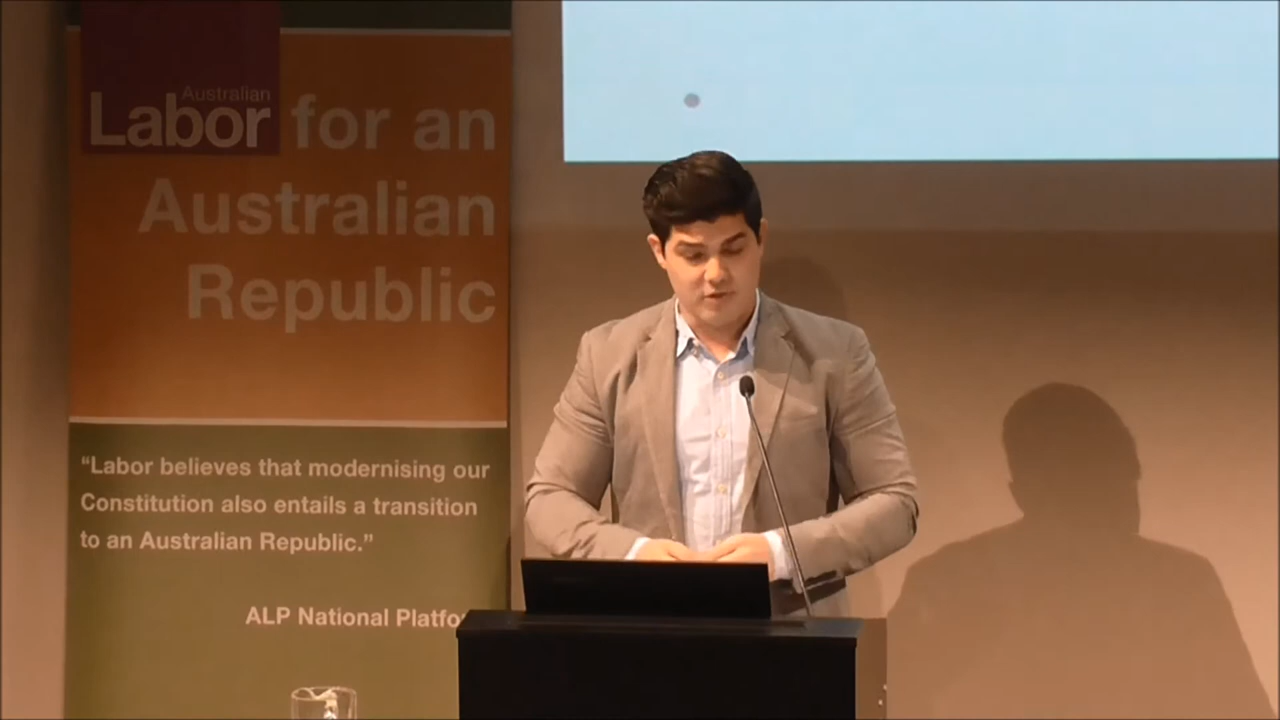 Australian
Labor for an
Australian
Republic
“Labor believes that modernising our
Constitution also entails a transition
to an Australian Republic.”
ALP National Platfo